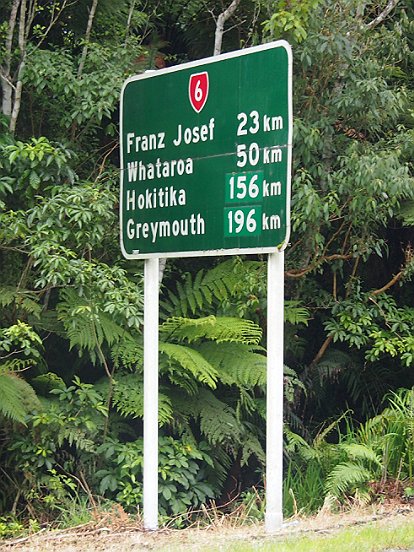 6
Franz Josef 23 km
Whataroa 50 km
Hokitika 156 km
Greymouth 196 km